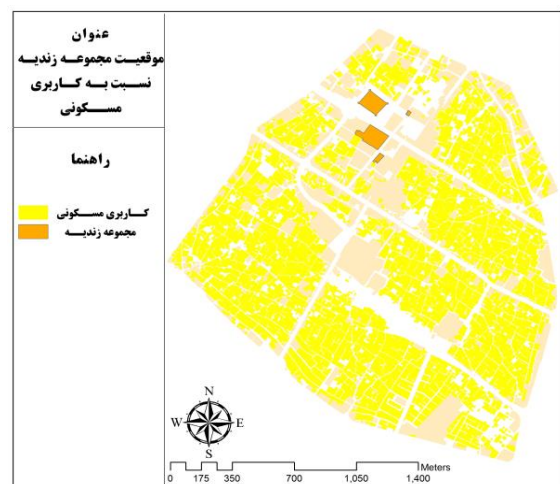 عنوان
موقعیت مجموعه زندیه
نسبت به کاربری
مسکونی
راهنما
کاربری مسکونی
مجموعه زندیه
N
W E
S
Meters
0 175 350 700 1,050 1,400